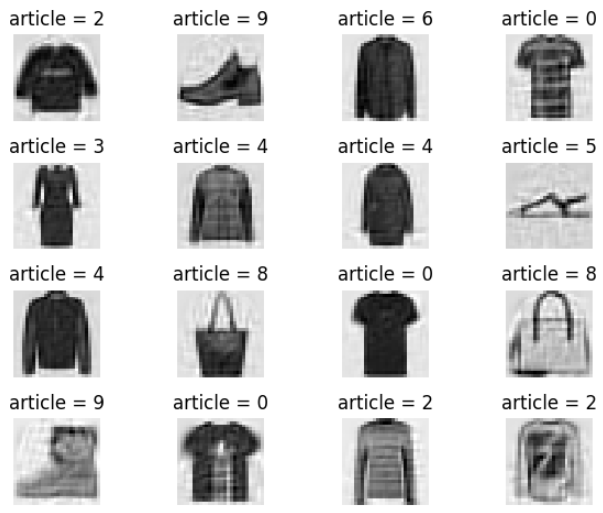 article = 2 article = 9 article = 6 article = 0
article = 3 article = 4 article = 4 article = 5
article = 4 article = 8 article = 0 article = 8
article = 9 article = 0 article = 2 article = 2